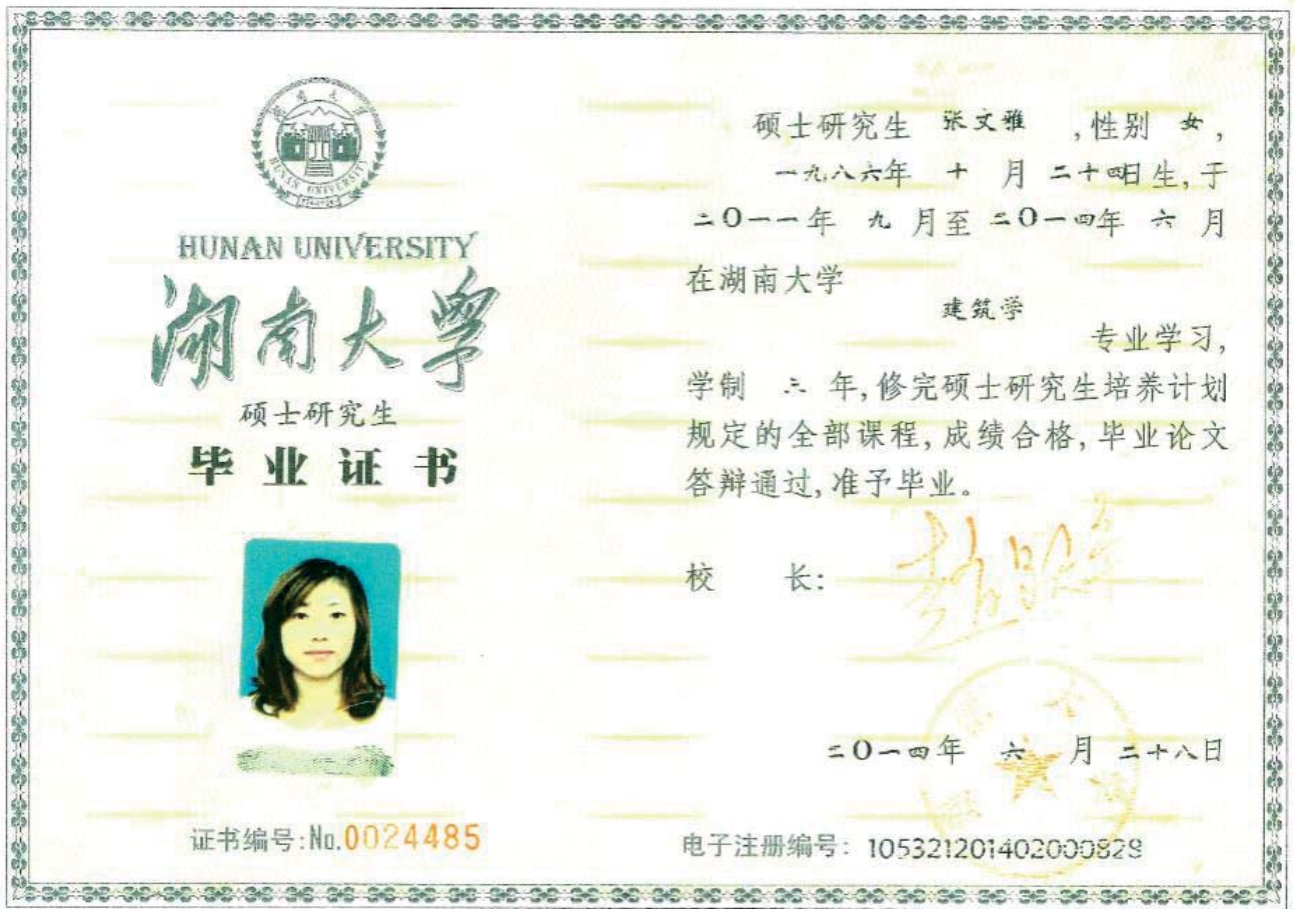 HUNAN UNIVERSITY
湖南大学
硕士研究生
毕业证书
证书编号:No.0024485
硕士研究生 张文雅 ,性别 女,
一九八六年 十 月 二十四日生,于
二〇一一年 九 月至 二〇一四年 六 月
在湖南大学
建筑学
专业学习,
学制 三 年,修完硕士研究生培养计划
规定的全部课程,成绩合格,毕业论文
答辩通过,准予毕业。
校 长:
二〇一四年 六 月 二十八日
电子注册编号: 105321201402000828